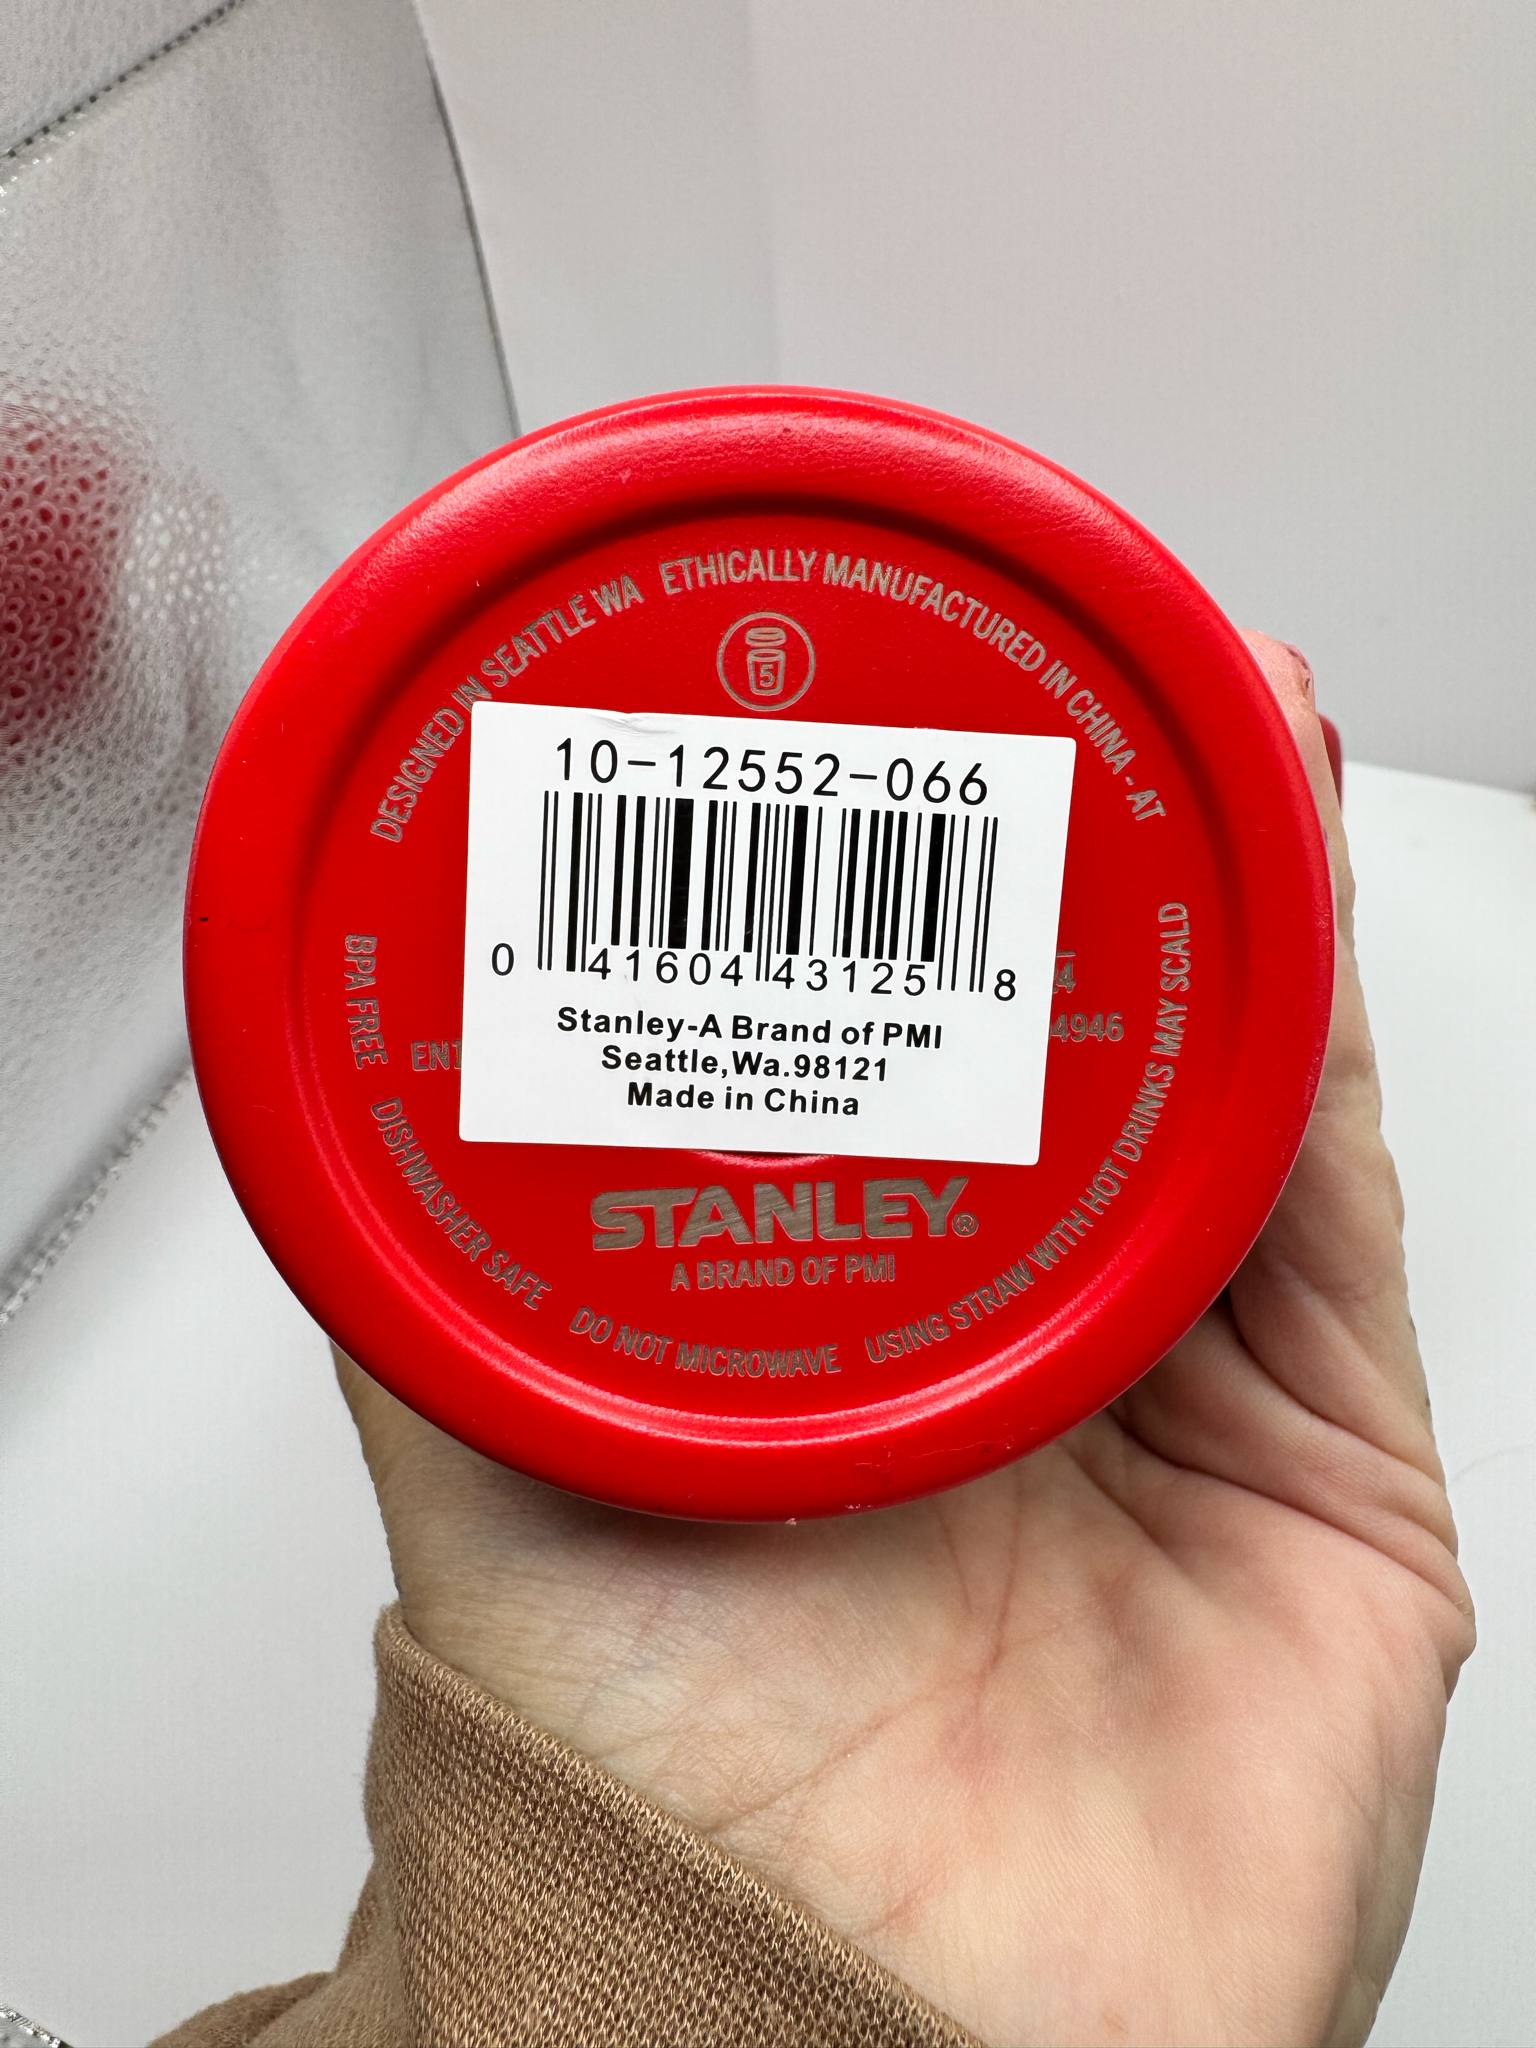 DESIGNED IN SEATTLE WA ETHICALLY MANUFACTURED IN CHINA - AT
5
10-12552-066
0 41604 43125 8
Stanley-A Brand of PMI
Seattle,Wa.98121
Made in China
4946
BPA FREE DISHWASHER SAFE DO NOT MICROWAVE USING STRAW WITH HOT DRINKS MAY SCALD
STANLEY®
A BRAND OF PMI